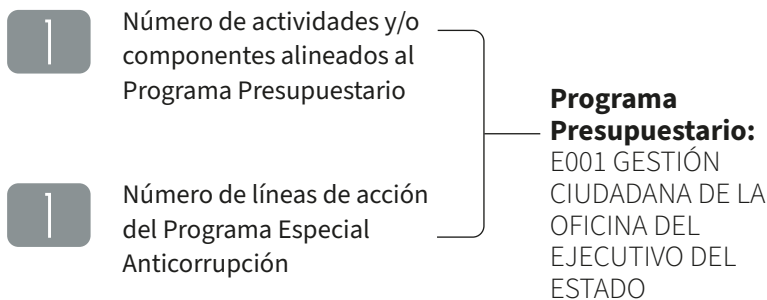 1
Número de actividades y/o
componentes alineados al
Programa Presupuestario
1
Número de líneas de acción
del Programa Especial
Anticorrupción
Programa
Presupuestario:
E001 GESTIÓN
CIUDADANA DE LA
OFICINA DEL
EJECUTIVO DEL
ESTADO